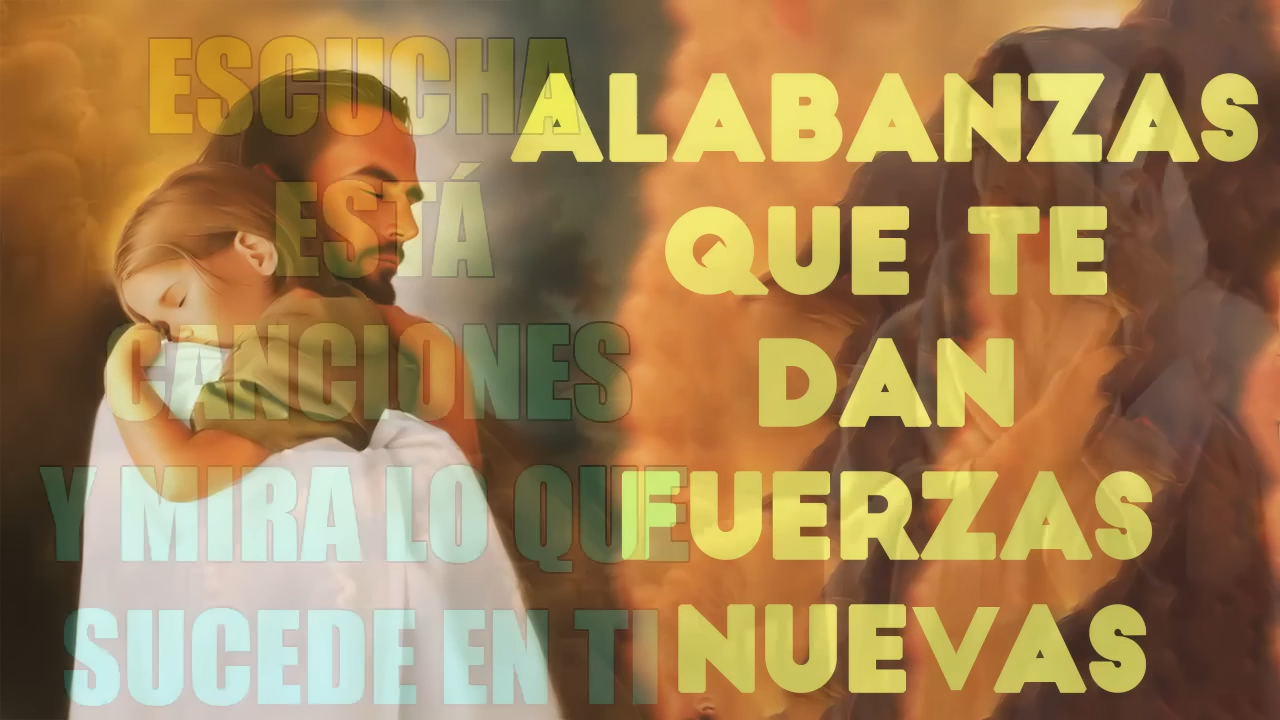 ESCUCHA
ESTÁ
CANCIONES
Y MIRA LO QUE
SUCEDE EN TI
ALABANZAS
QUE TE
DAN
FUERZAS
NUEVAS